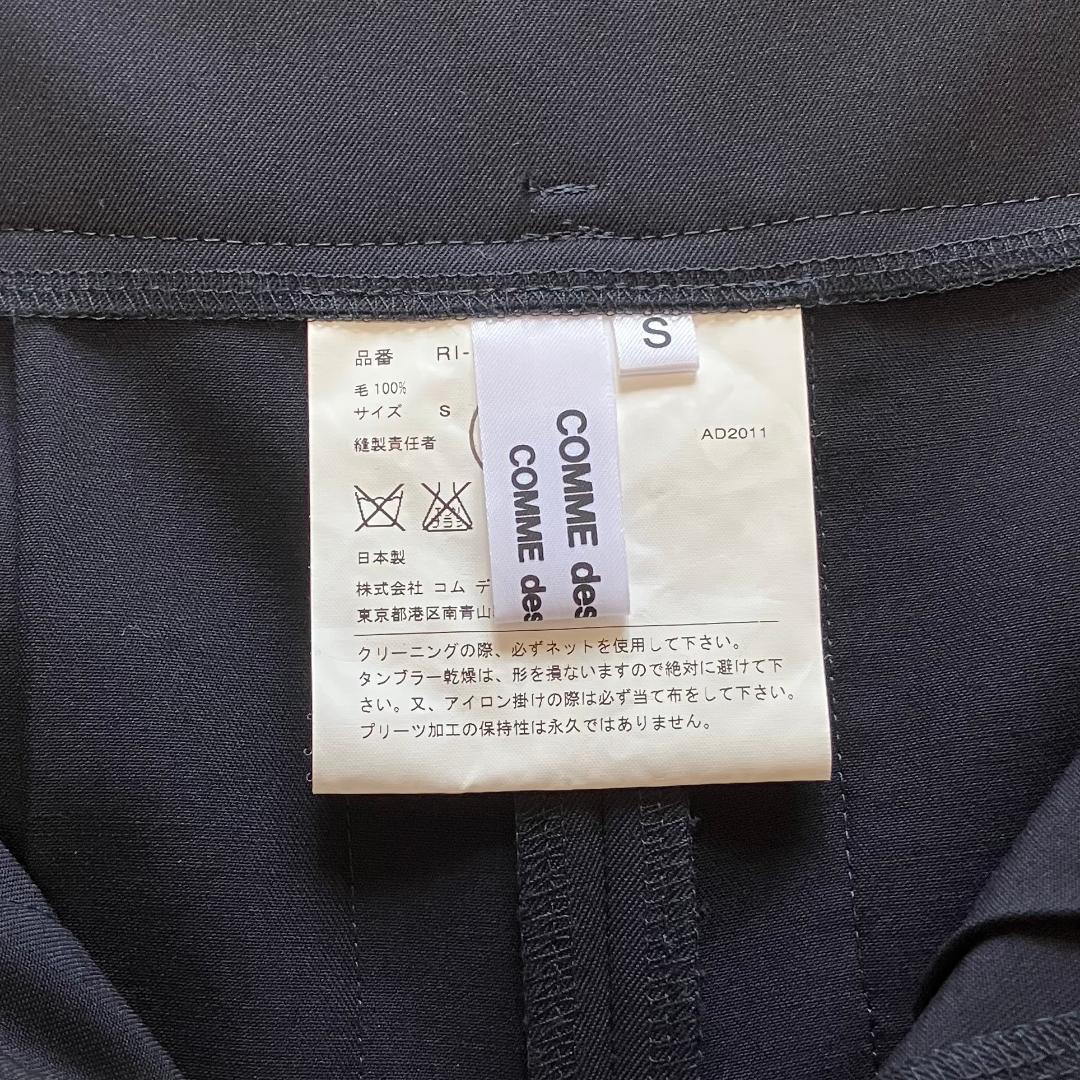 品番 RI-
毛 100%
サイズ S
縫製責任者
AD2011
日本製
株式会社 コム デ
東京都港区南青山
クリーニングの際、必ずネットを使用して下さい。
タンブラー乾燥は、形を損ないますので絶対に避けて下
さい。又、アイロン掛けの際は必ず当て布をして下さい。
プリーツ加工の保持性は永久ではありません。
S
COMME des
COMME des